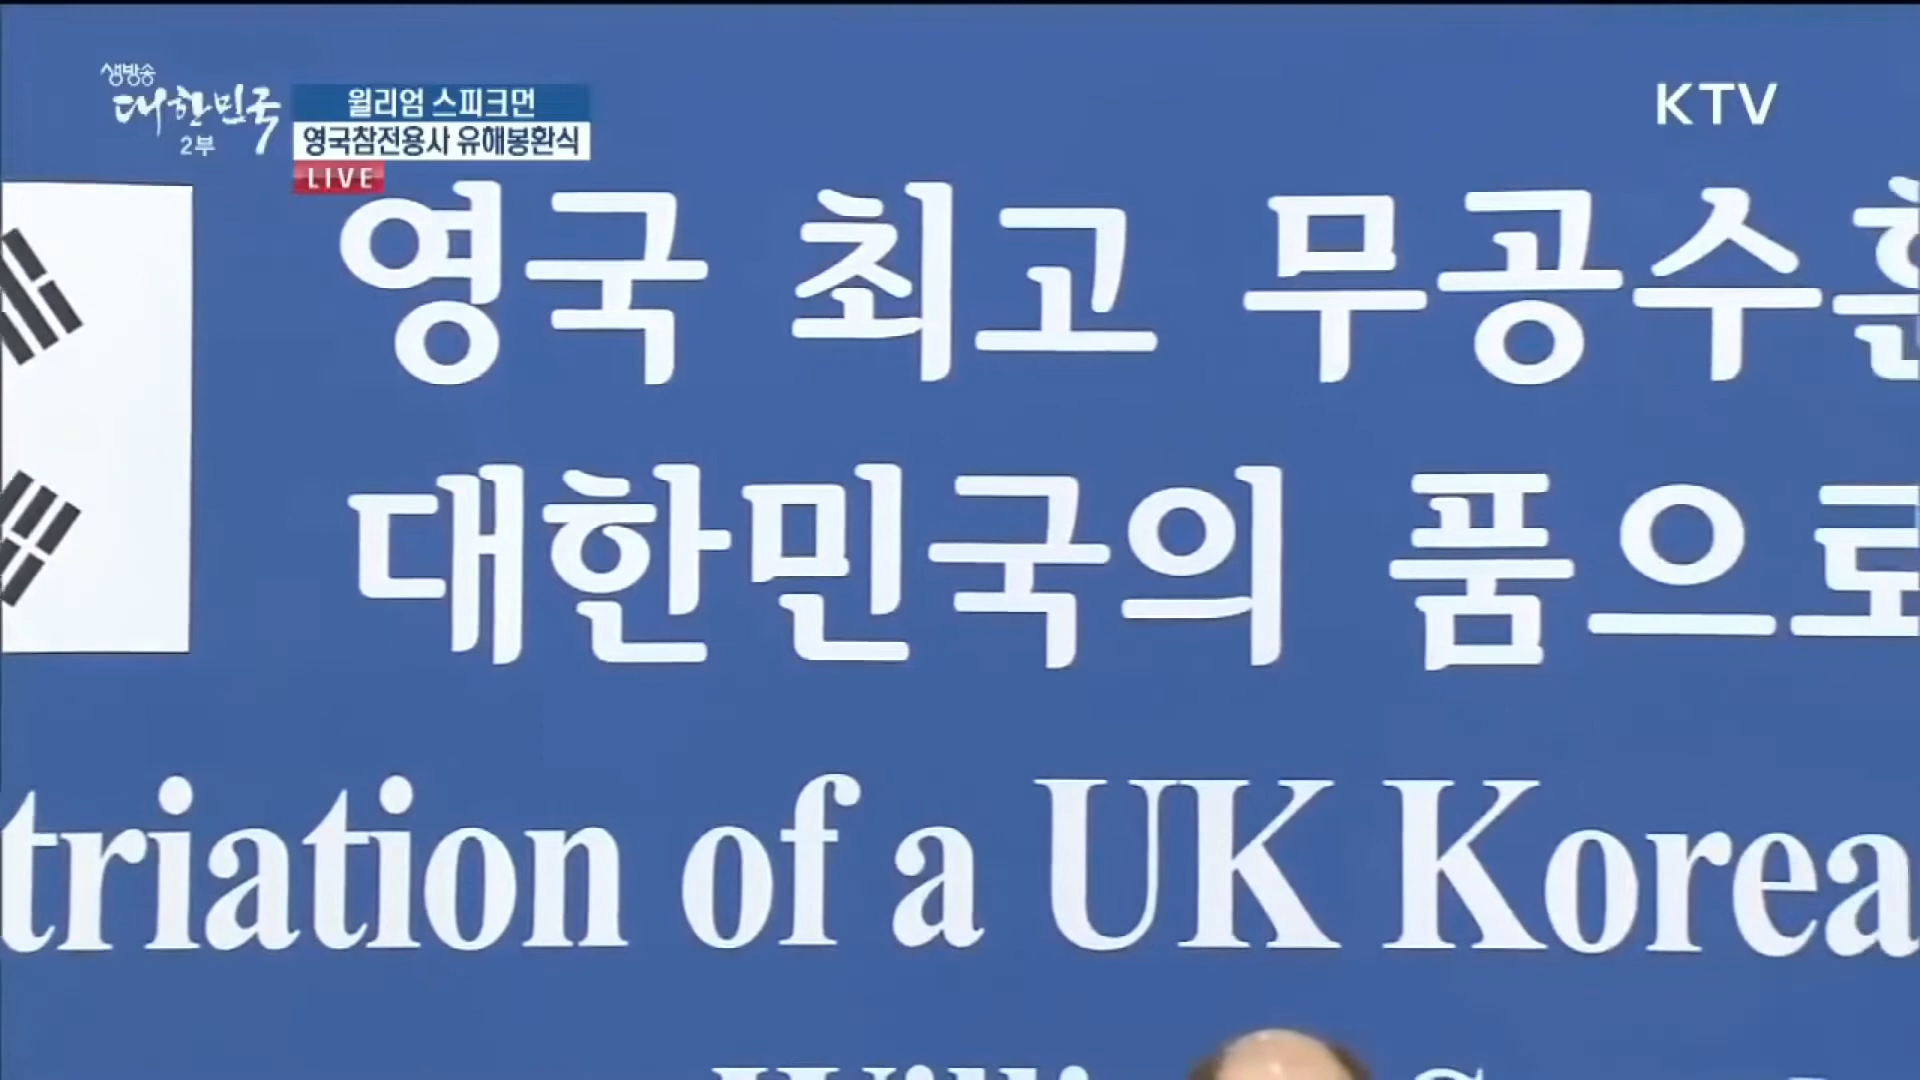 생방송
대한민국
2부
윌리엄 스피크먼
영국참전용사 유해봉환식
LIVE
KTV
영국 최고 무공수
대한민국의 품으로
triation of a UK Korea